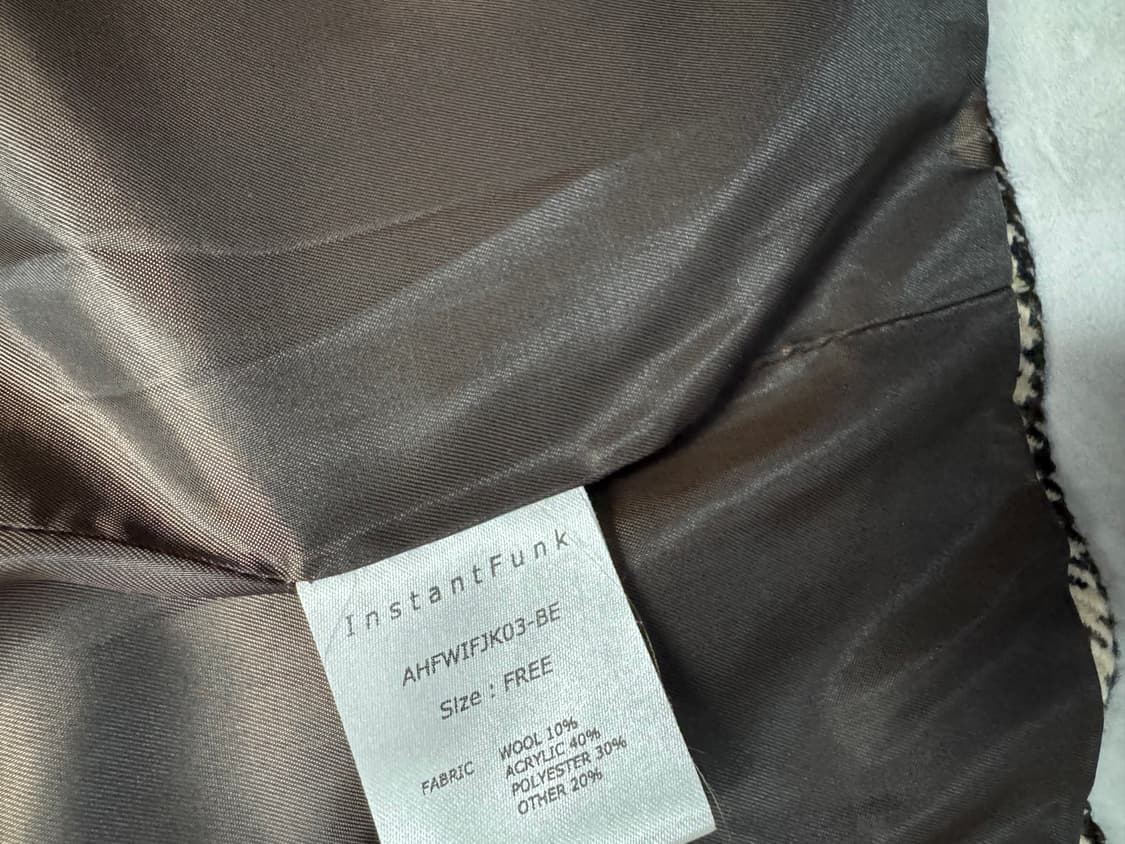 InstantFunk
AHFWIFJK03-BE
SIze : FREE
FABRIC WOOL 10%
ACRYLIC 40%
POLYESTER 30%
OTHER 20%